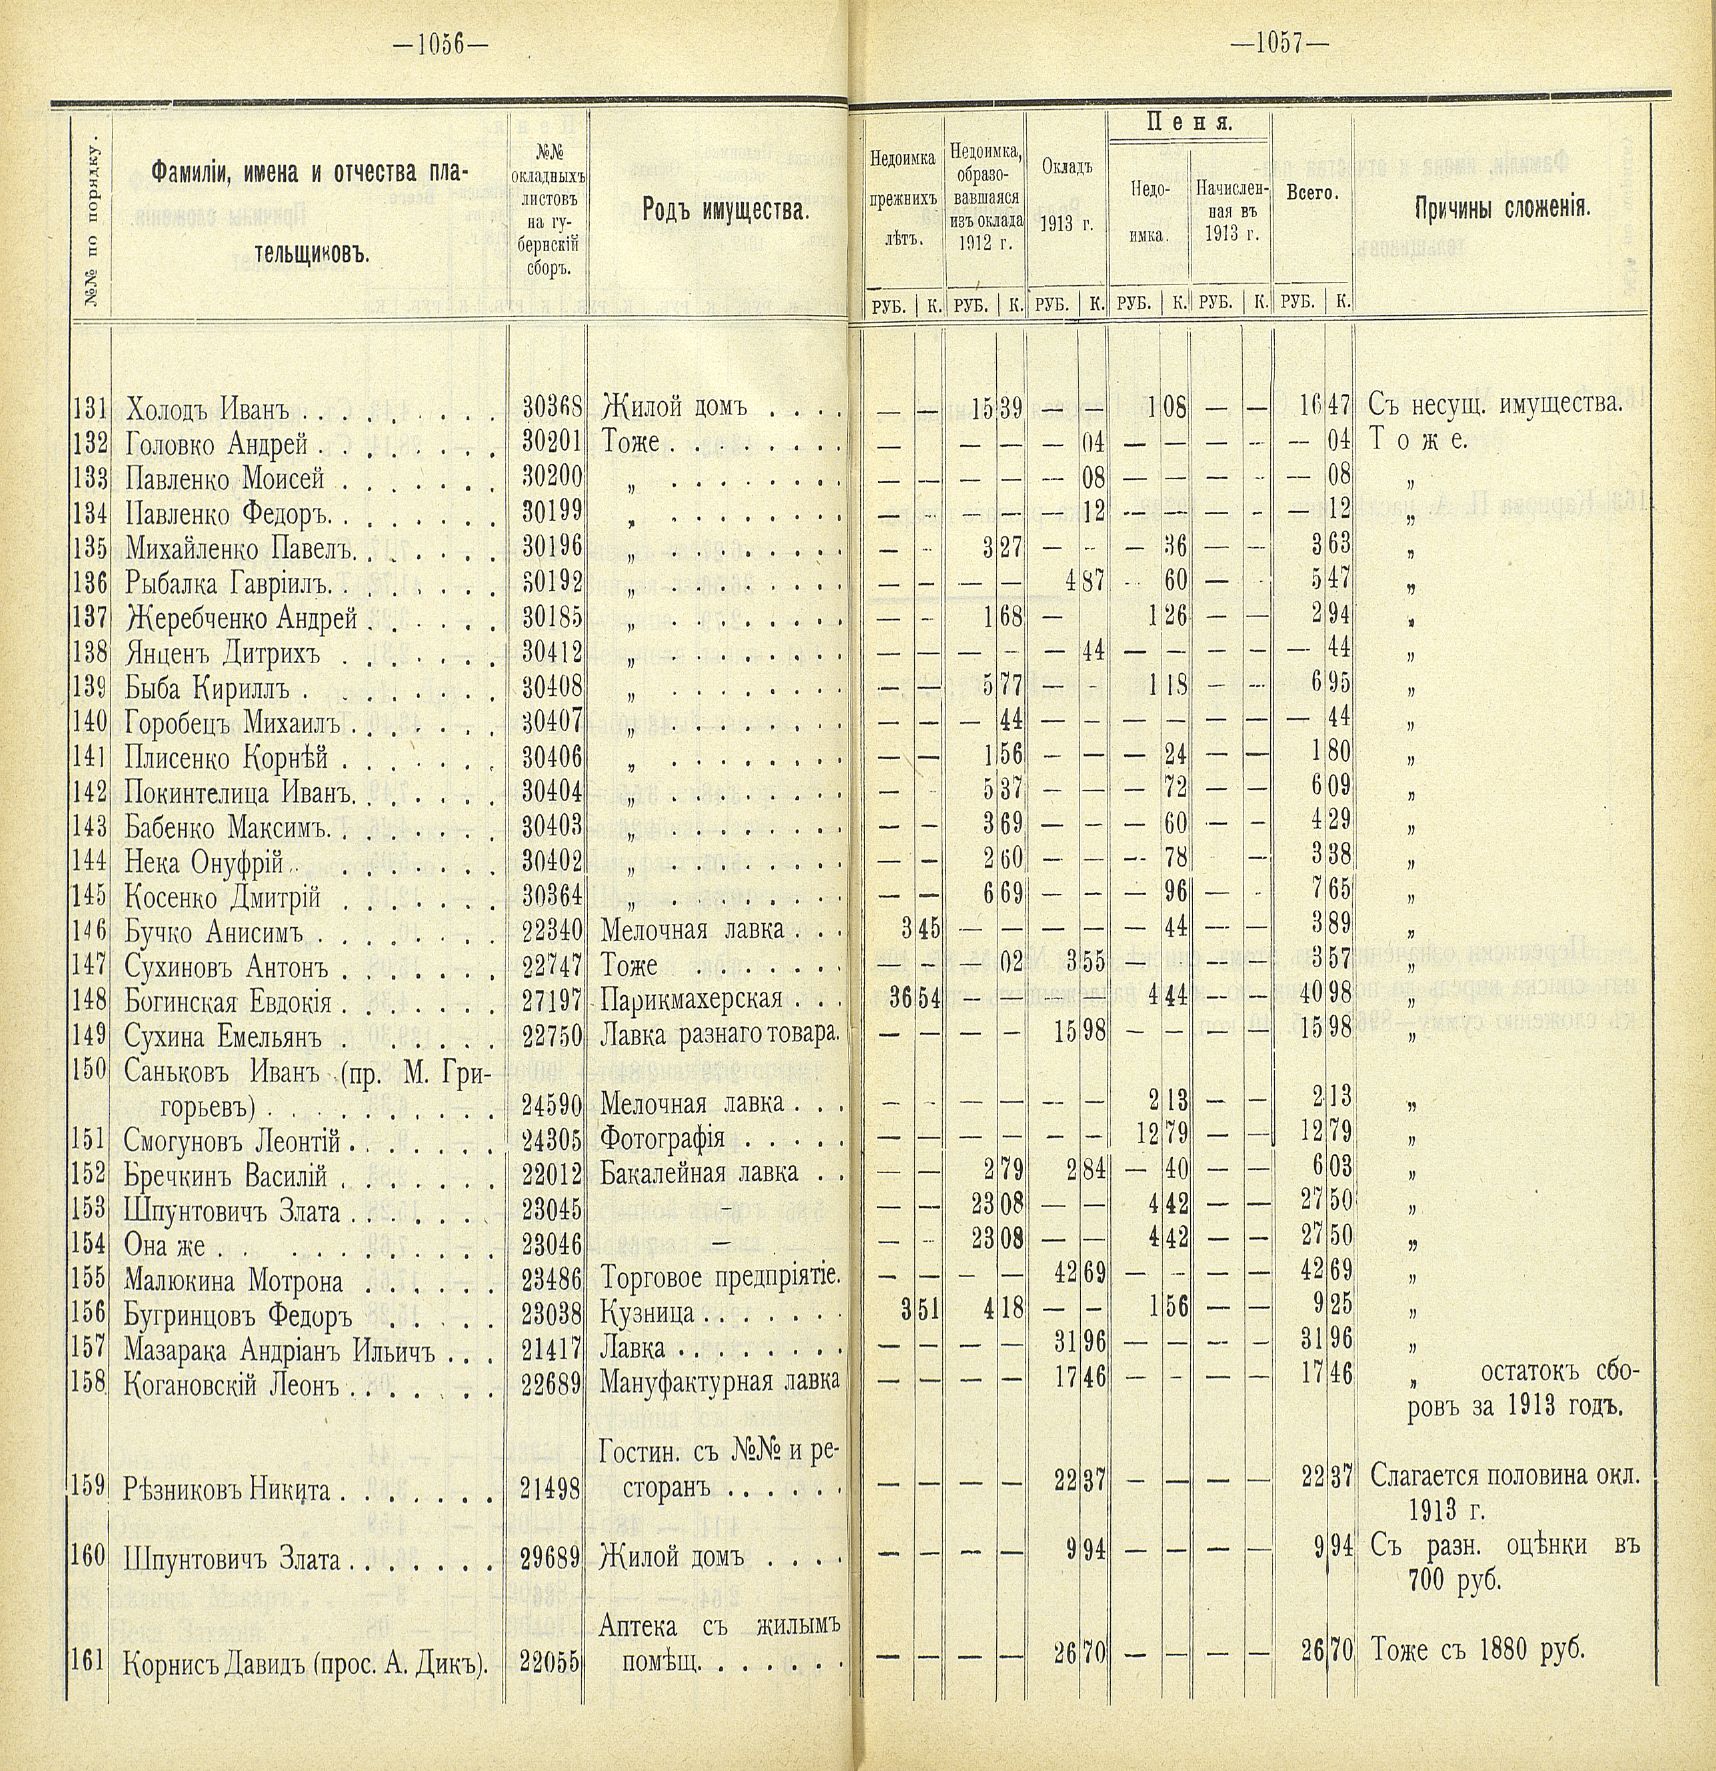 —1056—
—1057—
№№ по порядку.
Фамиліи, имена и отчества пла-
тельщиковъ.
№№
окладныхъ
листовъ
на гу-
бернскій
сборъ.
Родъ имущества.
Недоимка
прежнихъ
лѣтъ.
Недоимка,
образо-
вавшаяся
изъ оклада
1912 г.
Окладъ
1913 г.
Пеня.
Недо-
имка.
Начислен-
ная въ
1913 г.
Всего.
Причины сложенія.
РУБ. К. РУБ. К. РУБ. К. РУБ. К. РУБ. К. РУБ. К.
131 Холодъ Иванъ . . . . . . . 30368 Жилой домъ . . . . — — 15 39 — — 1 08 — — 16 47 Съ несущ. имущества.
132 Головко Андрей . . . . . . 30201 Тоже . . . . . . . — — — — — 04 — — — — — 04 Тоже.
133 Павленко Моисей . . . . . 30200 „ . . . . . . . — — — — — 08 — — — — — 08 „
134 Павленко Федоръ. . . . . . 30199 „ . . . . . . . — — — — — 12 — — — — — 12 „
135 Михайленко Павелъ. . . . . 30196 „ . . . . . . . — — 3 27 — — — 36 — — 3 63 „
136 Рыбалка Гавріилъ. . . . . . 30192 „ . . . . . . . — — — — 4 87 — 60 — — 5 47 „
137 Жеребченко Андрей . . . . . 30185 „ . . . . . . . — — 1 68 — 1 26 — — 2 94 „
138 Янценъ Дитрихъ . . . . . 30412 „ . . . . . . . — — — — — 44 — — — — — 44 „
139 Быба Кириллъ . . . . . . 30408 „ . . . . . . . — — 5 77 — — 1 18 — — 6 95 „
140 Горобецъ Михаилъ . . . . . 30407 „ . . . . . . . — — — 44 — — — — — — — 44 „
141 Плисенко Корнѣй . . . . . 30406 „ . . . . . . . — — 1 56 — — — 24 — — 1 80 „
142 Покинтелица Иванъ. . . . . 30404 „ . . . . . . . — — 5 37 — — — 72 — — 6 09 „
143 Бабенко Максимъ. . . . . . 30403 „ . . . . . . . — — 3 69 — — — 60 — — 4 29 „
144 Нека Онуфрій . . . . . . 30402 „ . . . . . . . — — 2 60 — — — 78 — 3 38 „
145 Косенко Дмитрій . . . . . 30364 „ . . . . . . . — — 6 69 — — — 96 — — 7 65 „
146 Бучко Анисимъ . . . . . . 22340 Мелочная лавка . . . 3 45 — — — — — 44 — — 3 89 „
147 Сухиновъ Антонъ . . . . . 22747 Тоже . . . . . . — — — 02 3 55 — — — — 3 57 „
148 Богинская Евдокія . . . . . 27197 Парикмахерская . . . 36 54 — — — — 4 44 — — 40 98 „
149 Сухина Емельянъ . . . . . 22750 Лавка разнаго товара. — — — — 15 98 — — — — 15 98 „
150 Саньковъ Иванъ (пр. М. Гри-
горьевъ) . . . . . . . . . 24590 Мелочная лавка . . . — — — — — — 2 13 — — 2 13 „
151 Смогуновъ Леонтій . . . . . 24305 Фотографія . . . . . — — — — — — 12 79 — — 12 79 „
152 Бречкинъ Василій . . . . . 22012 Бакалейная лавка . . — — 2 79 2 84 — 40 — — 6 03 „
153 Шпунтовичъ Злата . . . . . 23045 — — — 23 08 — — 4 42 — — 27 50 „
154 Она же . . . . . . . . . 23046 — — — 23 08 — — 4 42 — — 27 50 „
155 Малюкина Мотрона . . . . . 23486 Торговое предпріятіе. — — — — 42 69 — — — — 42 69 „
156 Бугринцовъ Федоръ . . . . . 23038 Кузница . . . . . . 3 51 4 18 — — 1 56 — — 9 25 „
157 Мазарака Андріанъ Ильичъ . . . 21417 Лавка . . . . . . . — — — — 31 96 — — — — 31 96 „
158 Когановскій Леонъ . . . . . 22689 Мануфактурная лавка — — — — 17 46 — — — — 17 46 „ остатокъ сбо-
ровъ за 1913 годъ.
Гостин. съ №№ и ре-
159 Рѣзниковъ Никита . . . . . . 21498 сторанъ . . . . . . — — — — 22 37 — — — — 22 37 Слагается половина окл.
1913 г.
160 Шпунтовичъ Злата . . . . . . 29689 Жилой домъ . . . . — — — — 9 94 — — — — 9 94 Съ разн. оцѣнки въ
700 руб.
Аптека съ жилымъ
161 Корнисъ Давидъ (прос. А. Дикъ). 22055 помѣщ. . . . . . . — — — — 26 70 — — — — 26 70 Тоже съ 1880 руб.